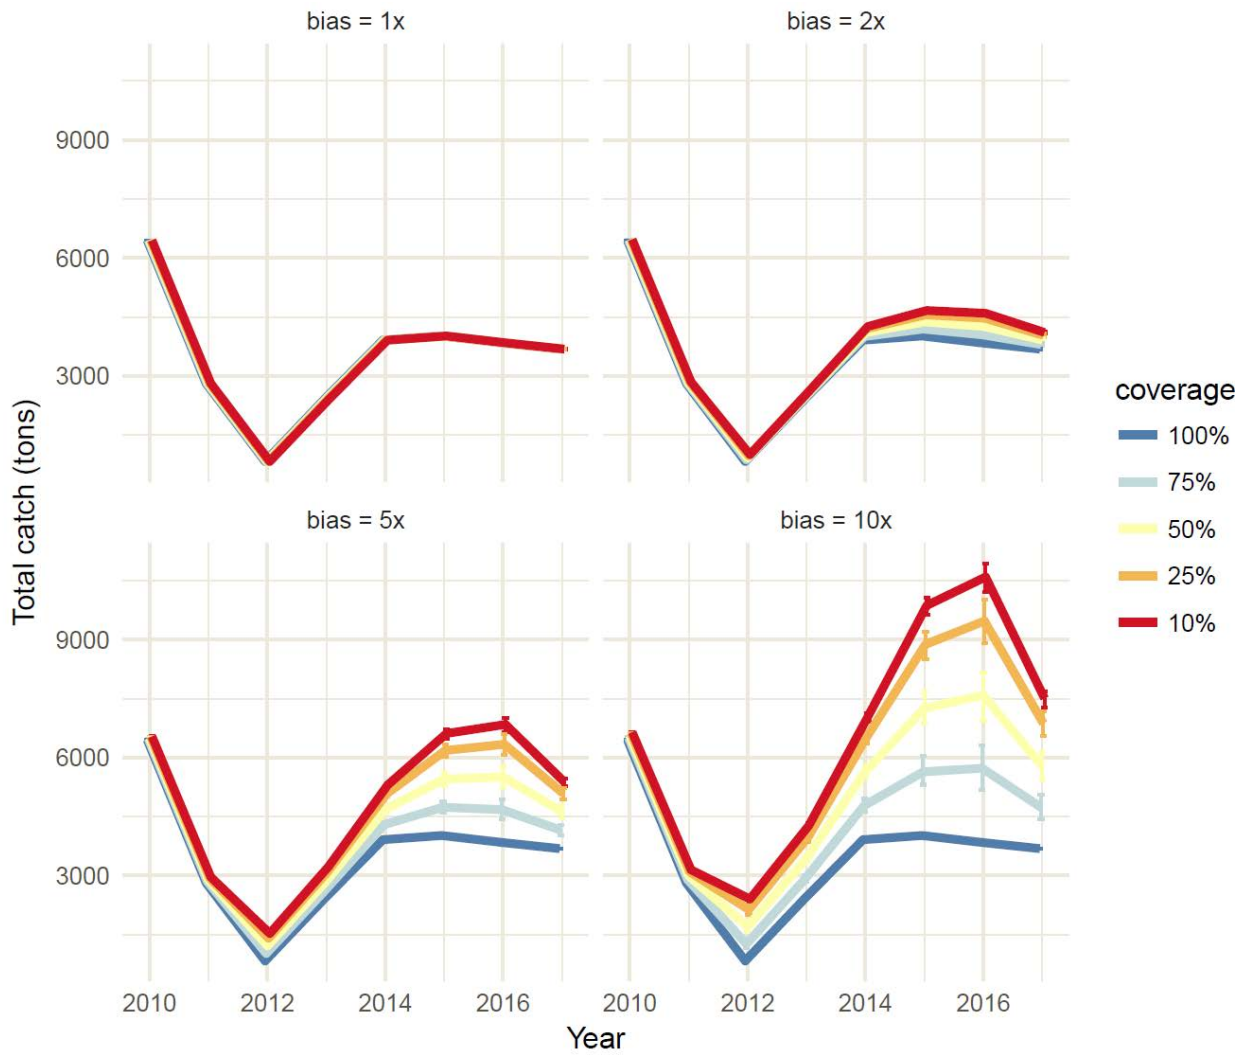 bias = 1x
bias = 2x
9000
6000
3000
bias = 5x
bias = 10x
9000
6000
3000
2010
2012
2014
2016
2010
2012
2014
2016
Year
Total catch (tons)
coverage
100%
75%
50%
25%
10%